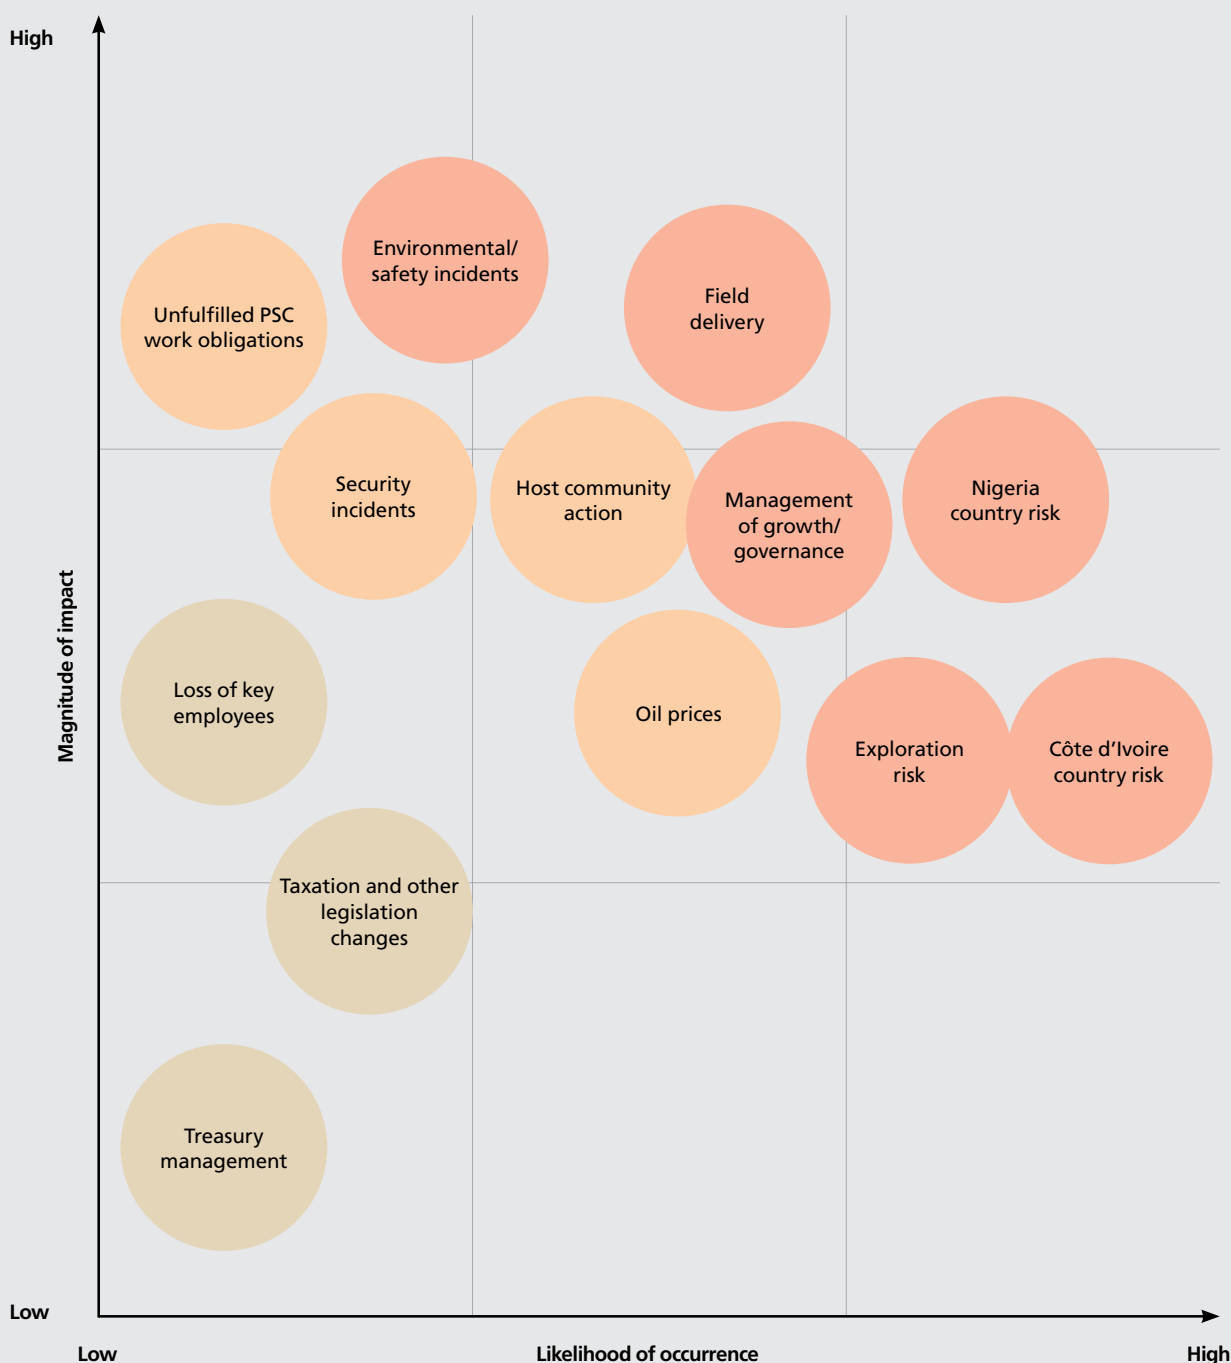 High
Environmental/
safety incidents
Field
delivery
Unfulfilled PSC
work obligations
Security
incidents
Host community
action
Management
of growth/
governance
Nigeria
country risk
Magnitude of impact
Loss of key
employees
Oil prices
Exploration
risk
Côte d'Ivoire
country risk
Taxation and other
legislation
changes
Treasury
management
Low
Low
Likelihood of occurrence
High